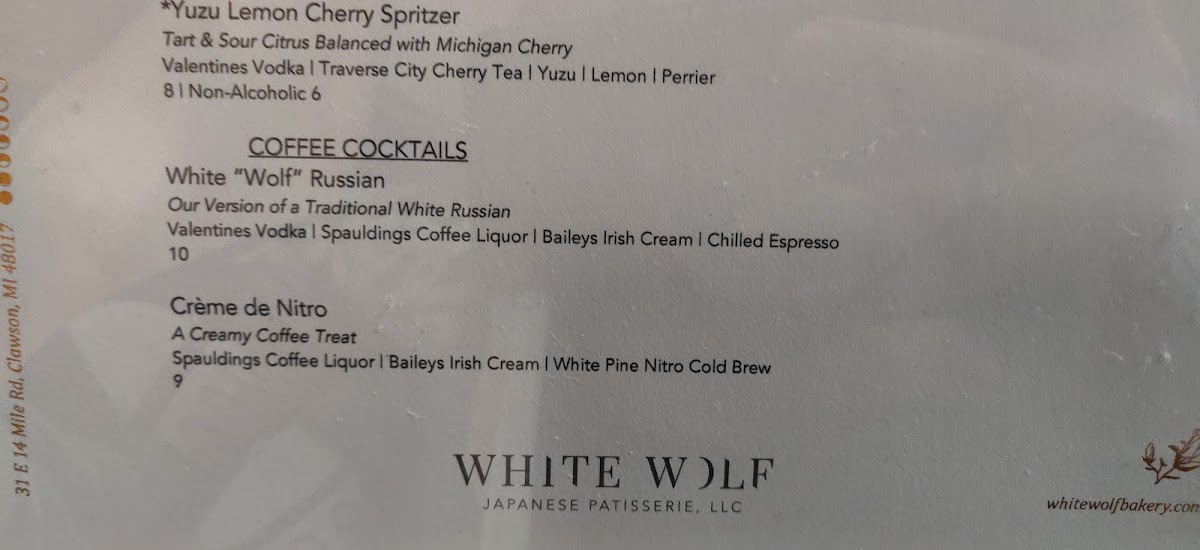 *Yuzu Lemon Cherry Spritzer
Tart & Sour Citrus Balanced with Michigan Cherry
Valentines Vodka | Traverse City Cherry Tea | Yuzu | Lemon | Perrier
8 | Non-Alcoholic 6
COFFEE COCKTAILS
White "Wolf" Russian
Our Version of a Traditional White Russian
Valentines Vodka | Spauldings Coffee Liquor | Baileys Irish Cream | Chilled Espresso
10
Crème de Nitro
A Creamy Coffee Treat
Spauldings Coffee Liquor | Baileys Irish Cream | White Pine Nitro Cold Brew
9
WHITE WOLF
JAPANESE PATISSERIE, LLC
whitewolfbakery.com
31 E 14 Mile Rd, Clawson, MI 48017